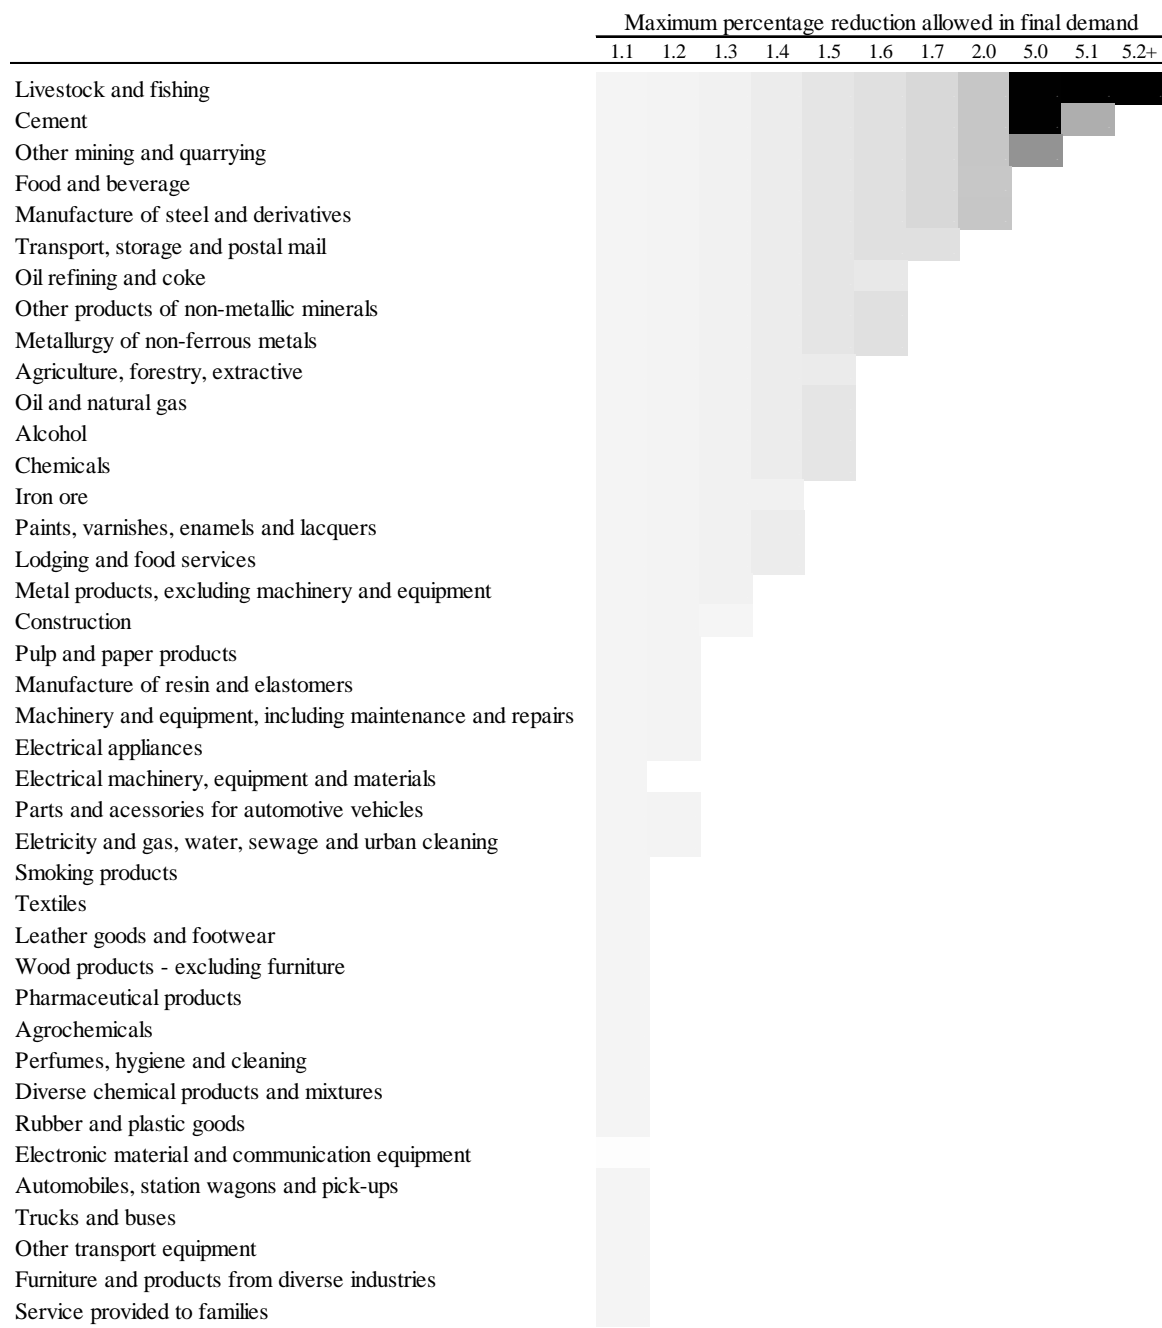 Maximum percentage reduction allowed in final demand
1.1 1.2 1.3 1.4 1.5 1.6 1.7 2.0 5.0 5.1 5.2+
Livestock and fishing
Cement
Other mining and quarrying
Food and beverage
Manufacture of steel and derivatives
Transport, storage and postal mail
Oil refining and coke
Other products of non-metallic minerals
Metallurgy of non-ferrous metals
Agriculture, forestry, extractive
Oil and natural gas
Alcohol
Chemicals
Iron ore
Paints, varnishes, enamels and lacquers
Lodging and food services
Metal products, excluding machinery and equipment
Construction
Pulp and paper products
Manufacture of resin and elastomers
Machinery and equipment, including maintenance and repairs
Electrical appliances
Electrical machinery, equipment and materials
Parts and acessories for automotive vehicles
Eletricity and gas, water, sewage and urban cleaning
Smoking products
Textiles
Leather goods and footwear
Wood products - excluding furniture
Pharmaceutical products
Agrochemicals
Perfumes, hygiene and cleaning
Diverse chemical products and mixtures
Rubber and plastic goods
Electronic material and communication equipment
Automobiles, station wagons and pick-ups
Trucks and buses
Other transport equipment
Furniture and products from diverse industries
Service provided to families